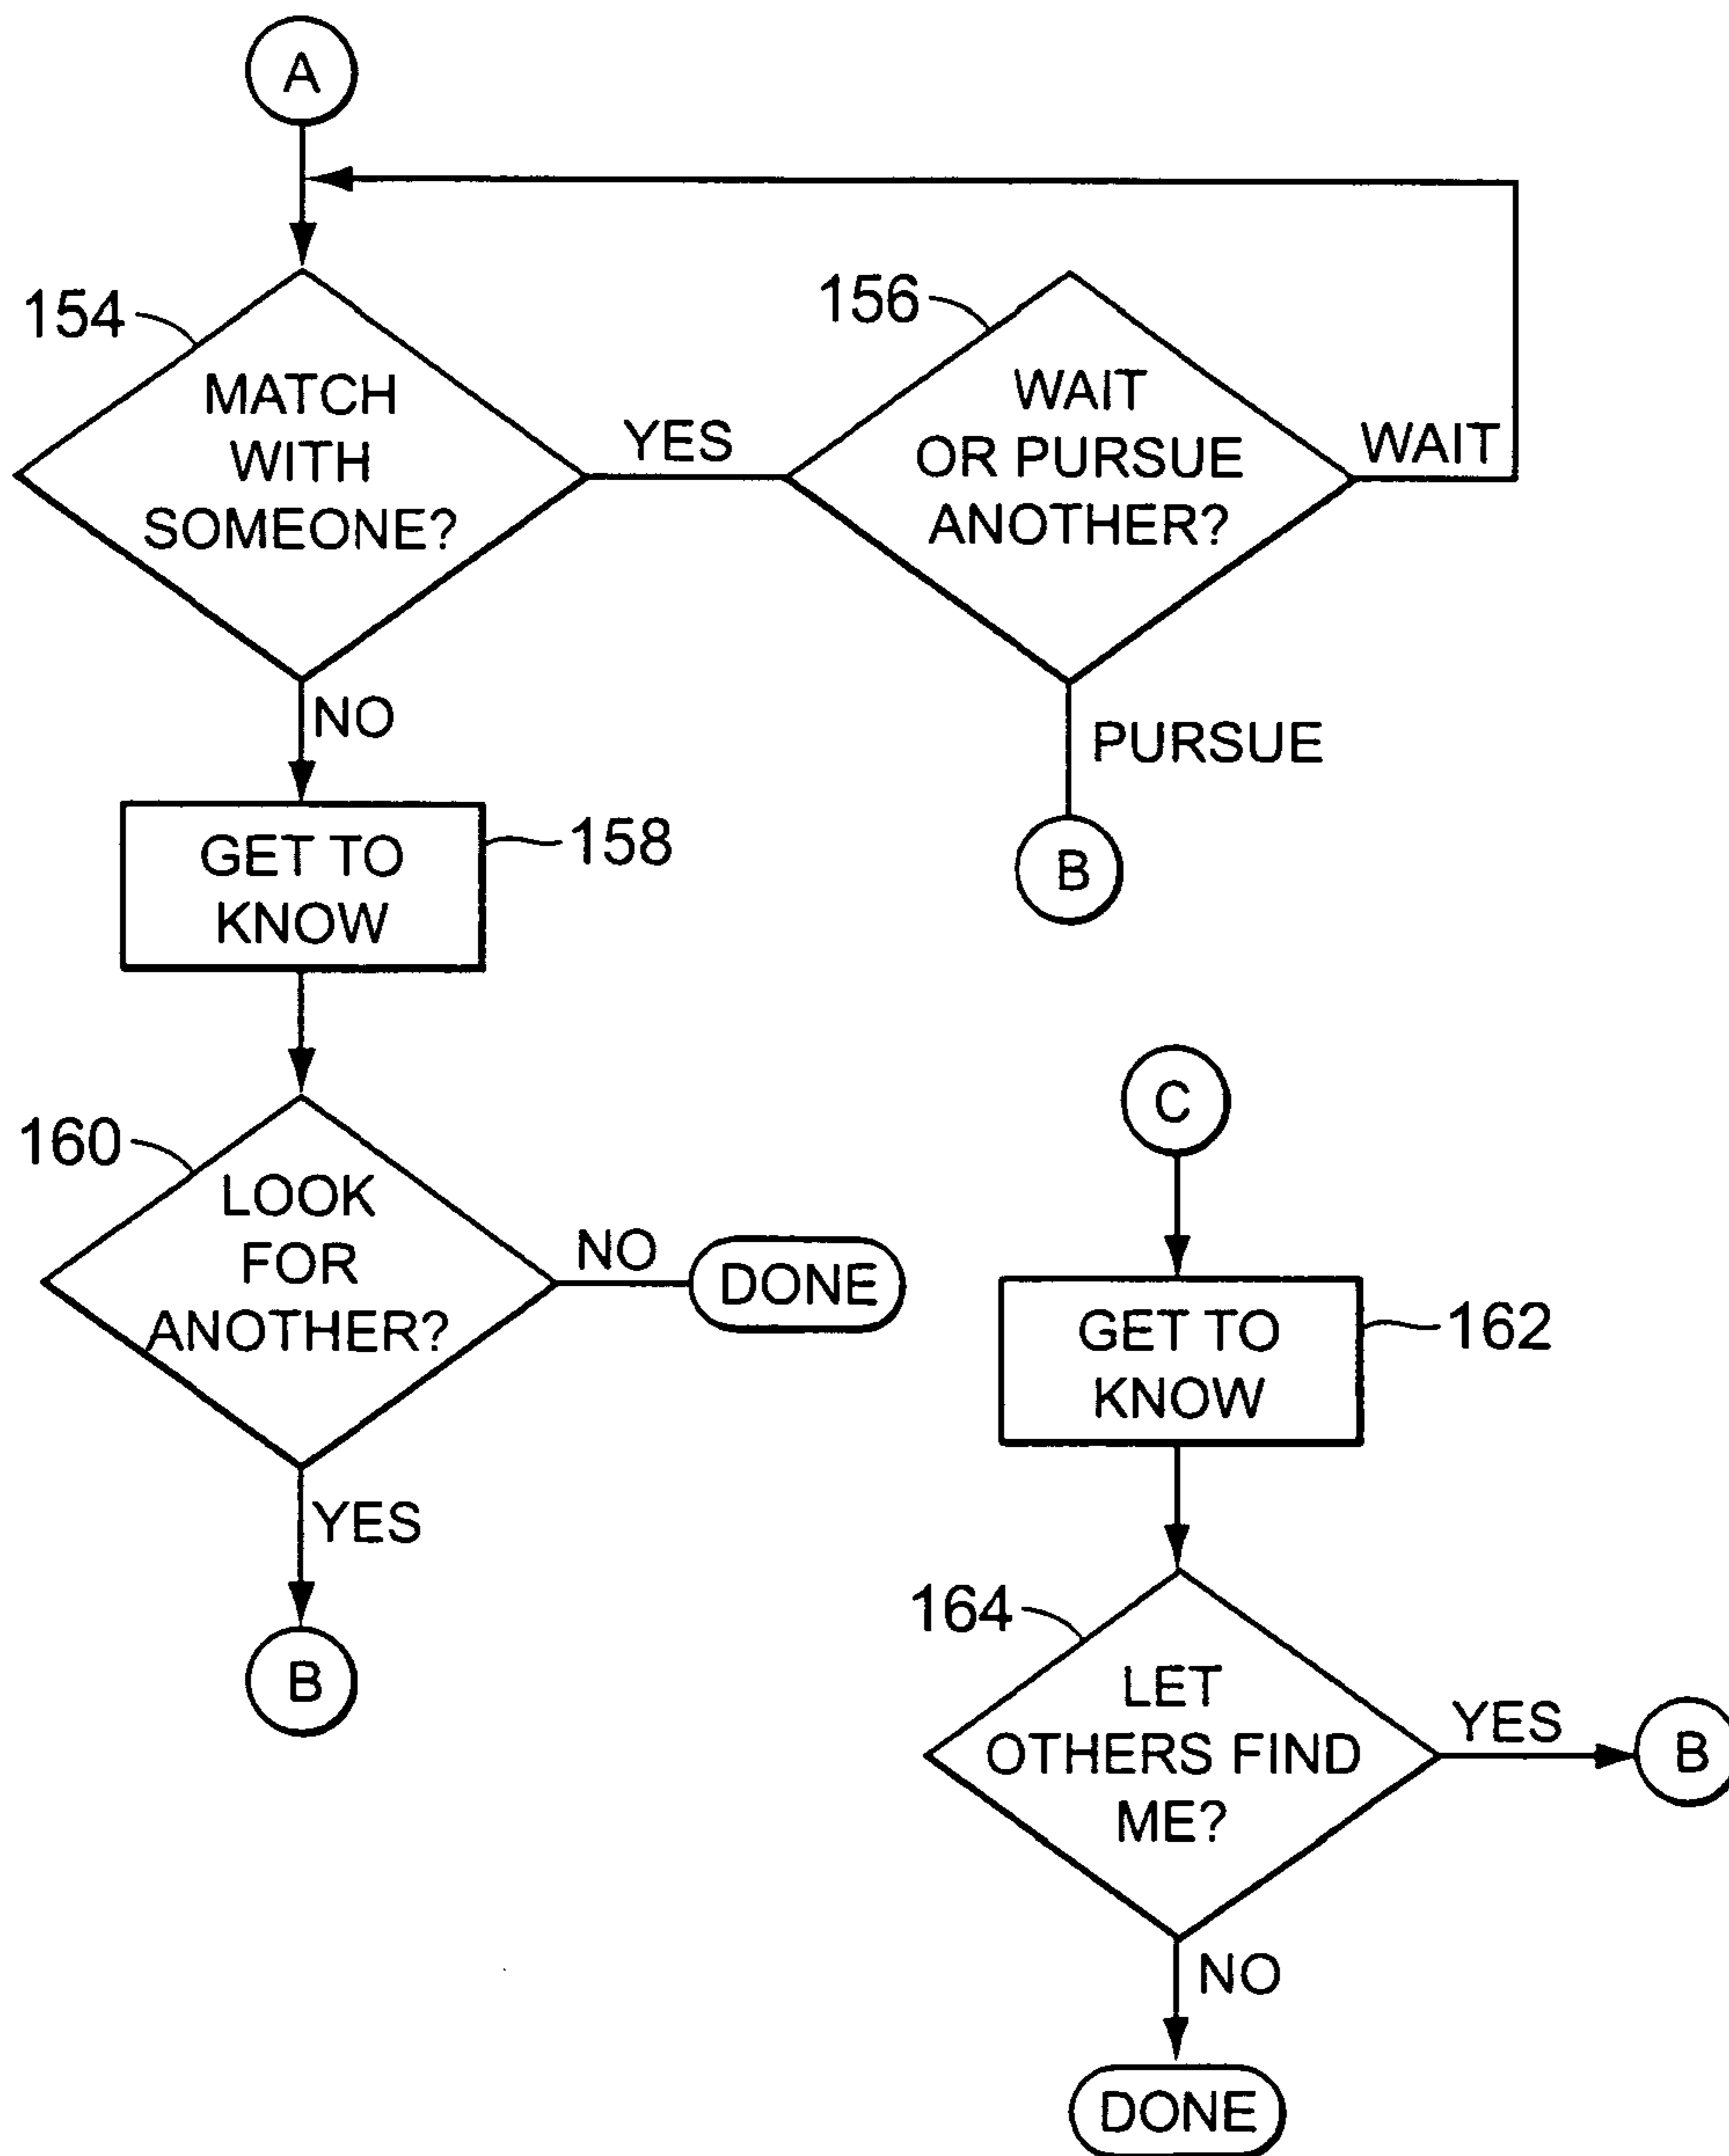 A
154
MATCH
WITH
SOMEONE?
YES
156
WAIT
OR PURSUE
ANOTHER?
WAIT
NO
PURSUE
B
GET TO
KNOW
158
160
LOOK
FOR
ANOTHER?
NO
DONE
YES
B
C
GET TO
KNOW
162
164
LET
OTHERS FIND
ME?
YES
B
NO
DONE